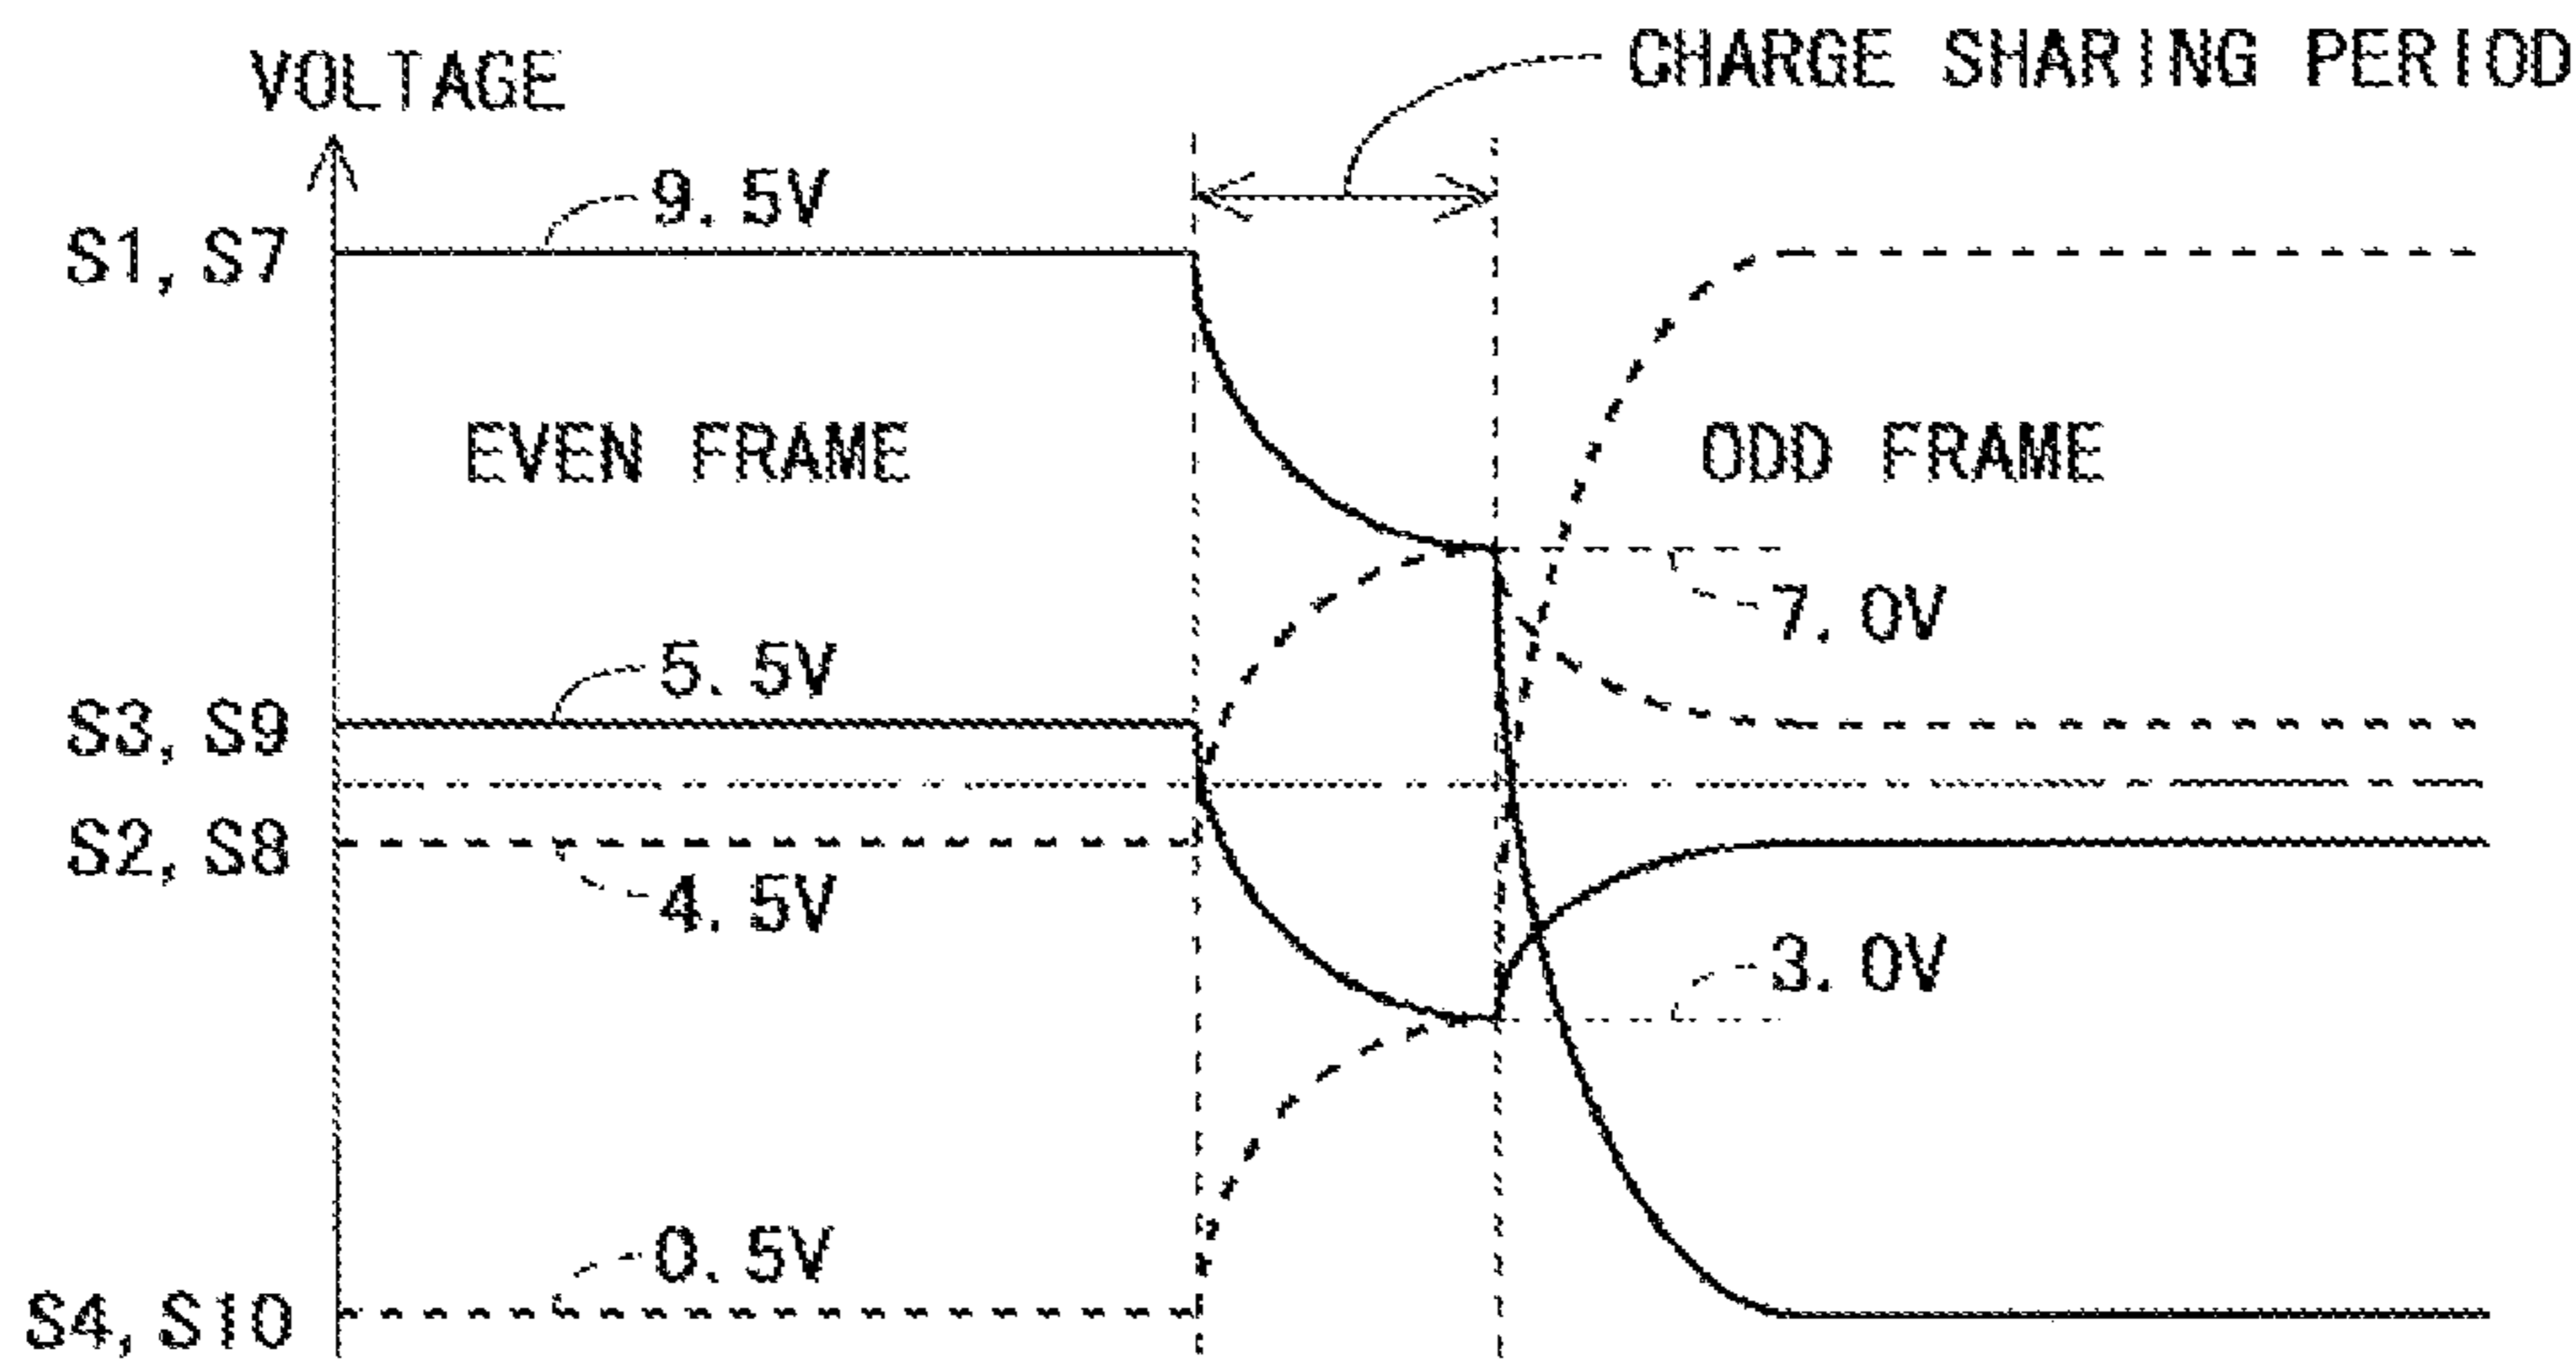 VOLTAGE
CHARGE SHARING PERIOD
9.5V
S1, S7
EVEN FRAME
ODD FRAME
7.0V
5.5V
S3, S9
S2, S8
4.5V
3.0V
0.5V
S4, S10